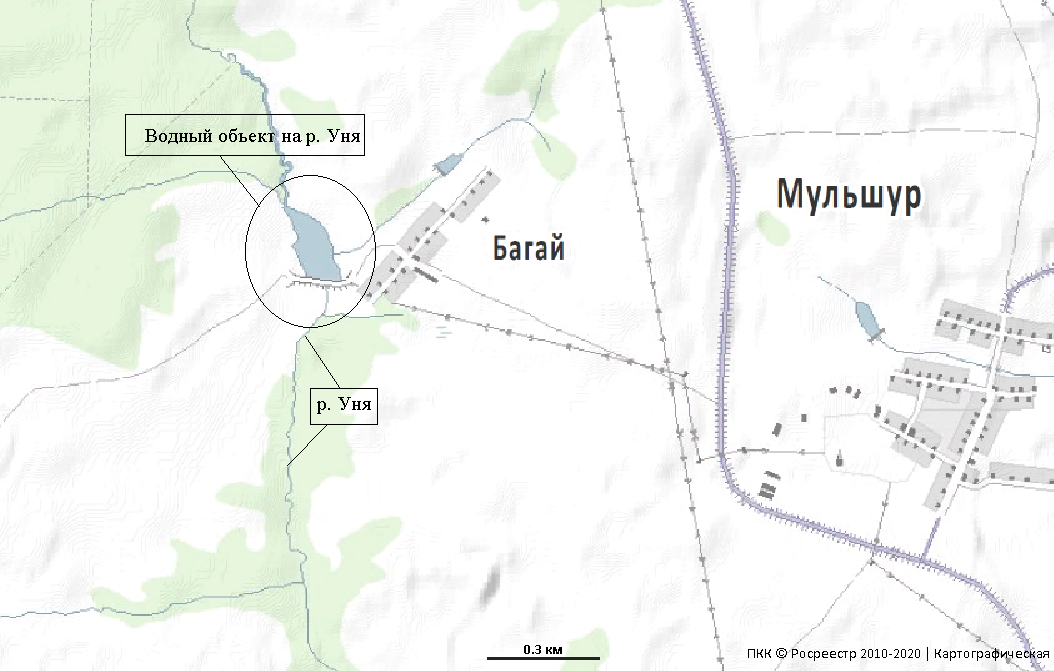 Водный объект на р. Уня
Мульшур
Багай
р. Уня
0.3 км
ПКК © Росреестр 2010-2020 | Картографическая